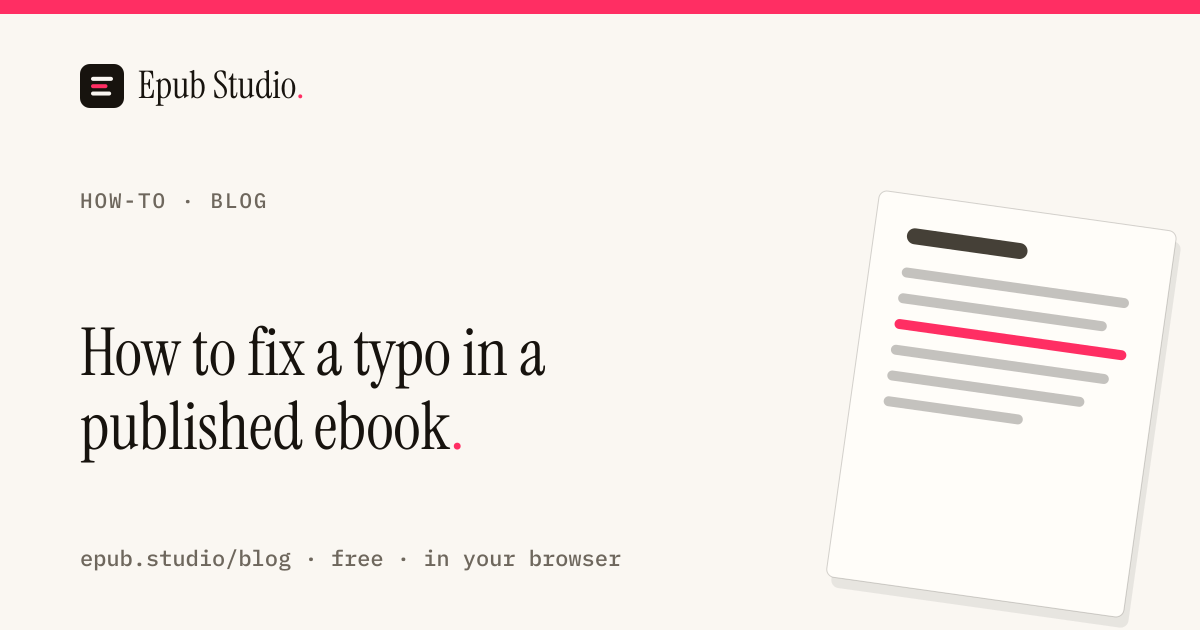 Epub Studio.
HOW-TO · BLOG
How to fix a typo in a
published ebook.
epub.studio/blog · free · in your browser